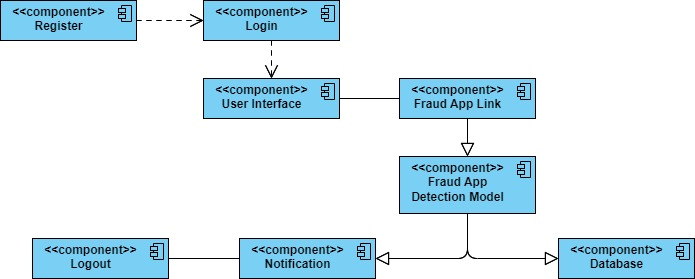 <<component>>
Register
<<component>>
Login
<<component>>
User Interface
<<component>>
Fraud App Link
<<component>>
Fraud App
Detection Model
<<component>>
Logout
<<component>>
Notification
<<component>>
Database